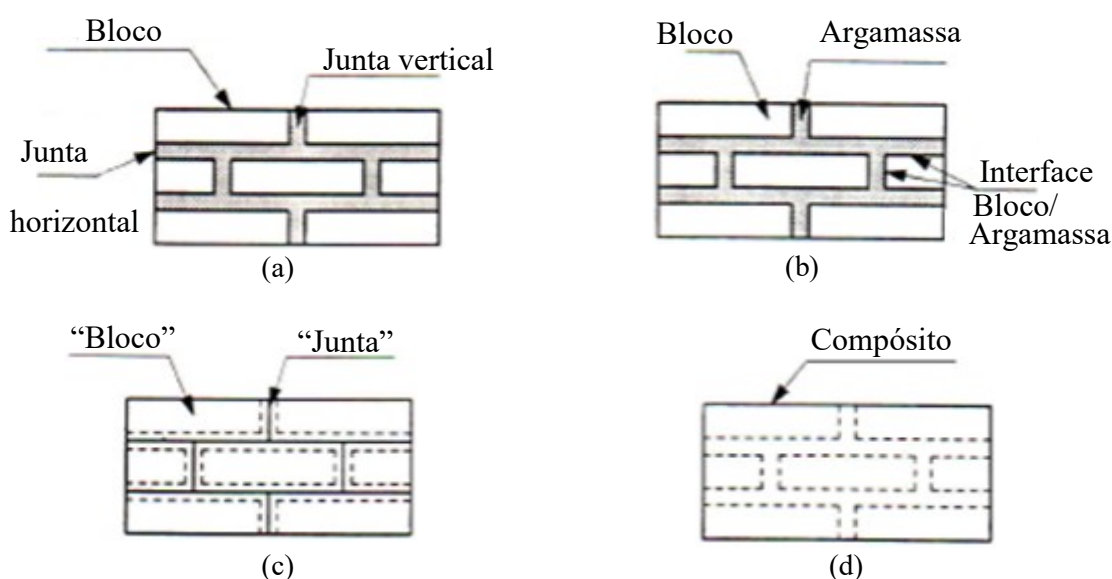 Bloco
Junta vertical
Junta
horizontal
(a)
Bloco
Argamassa
Interface
Bloco/
Argamassa
(b)
“Bloco”
“Junta”
(c)
Compósito
(d)